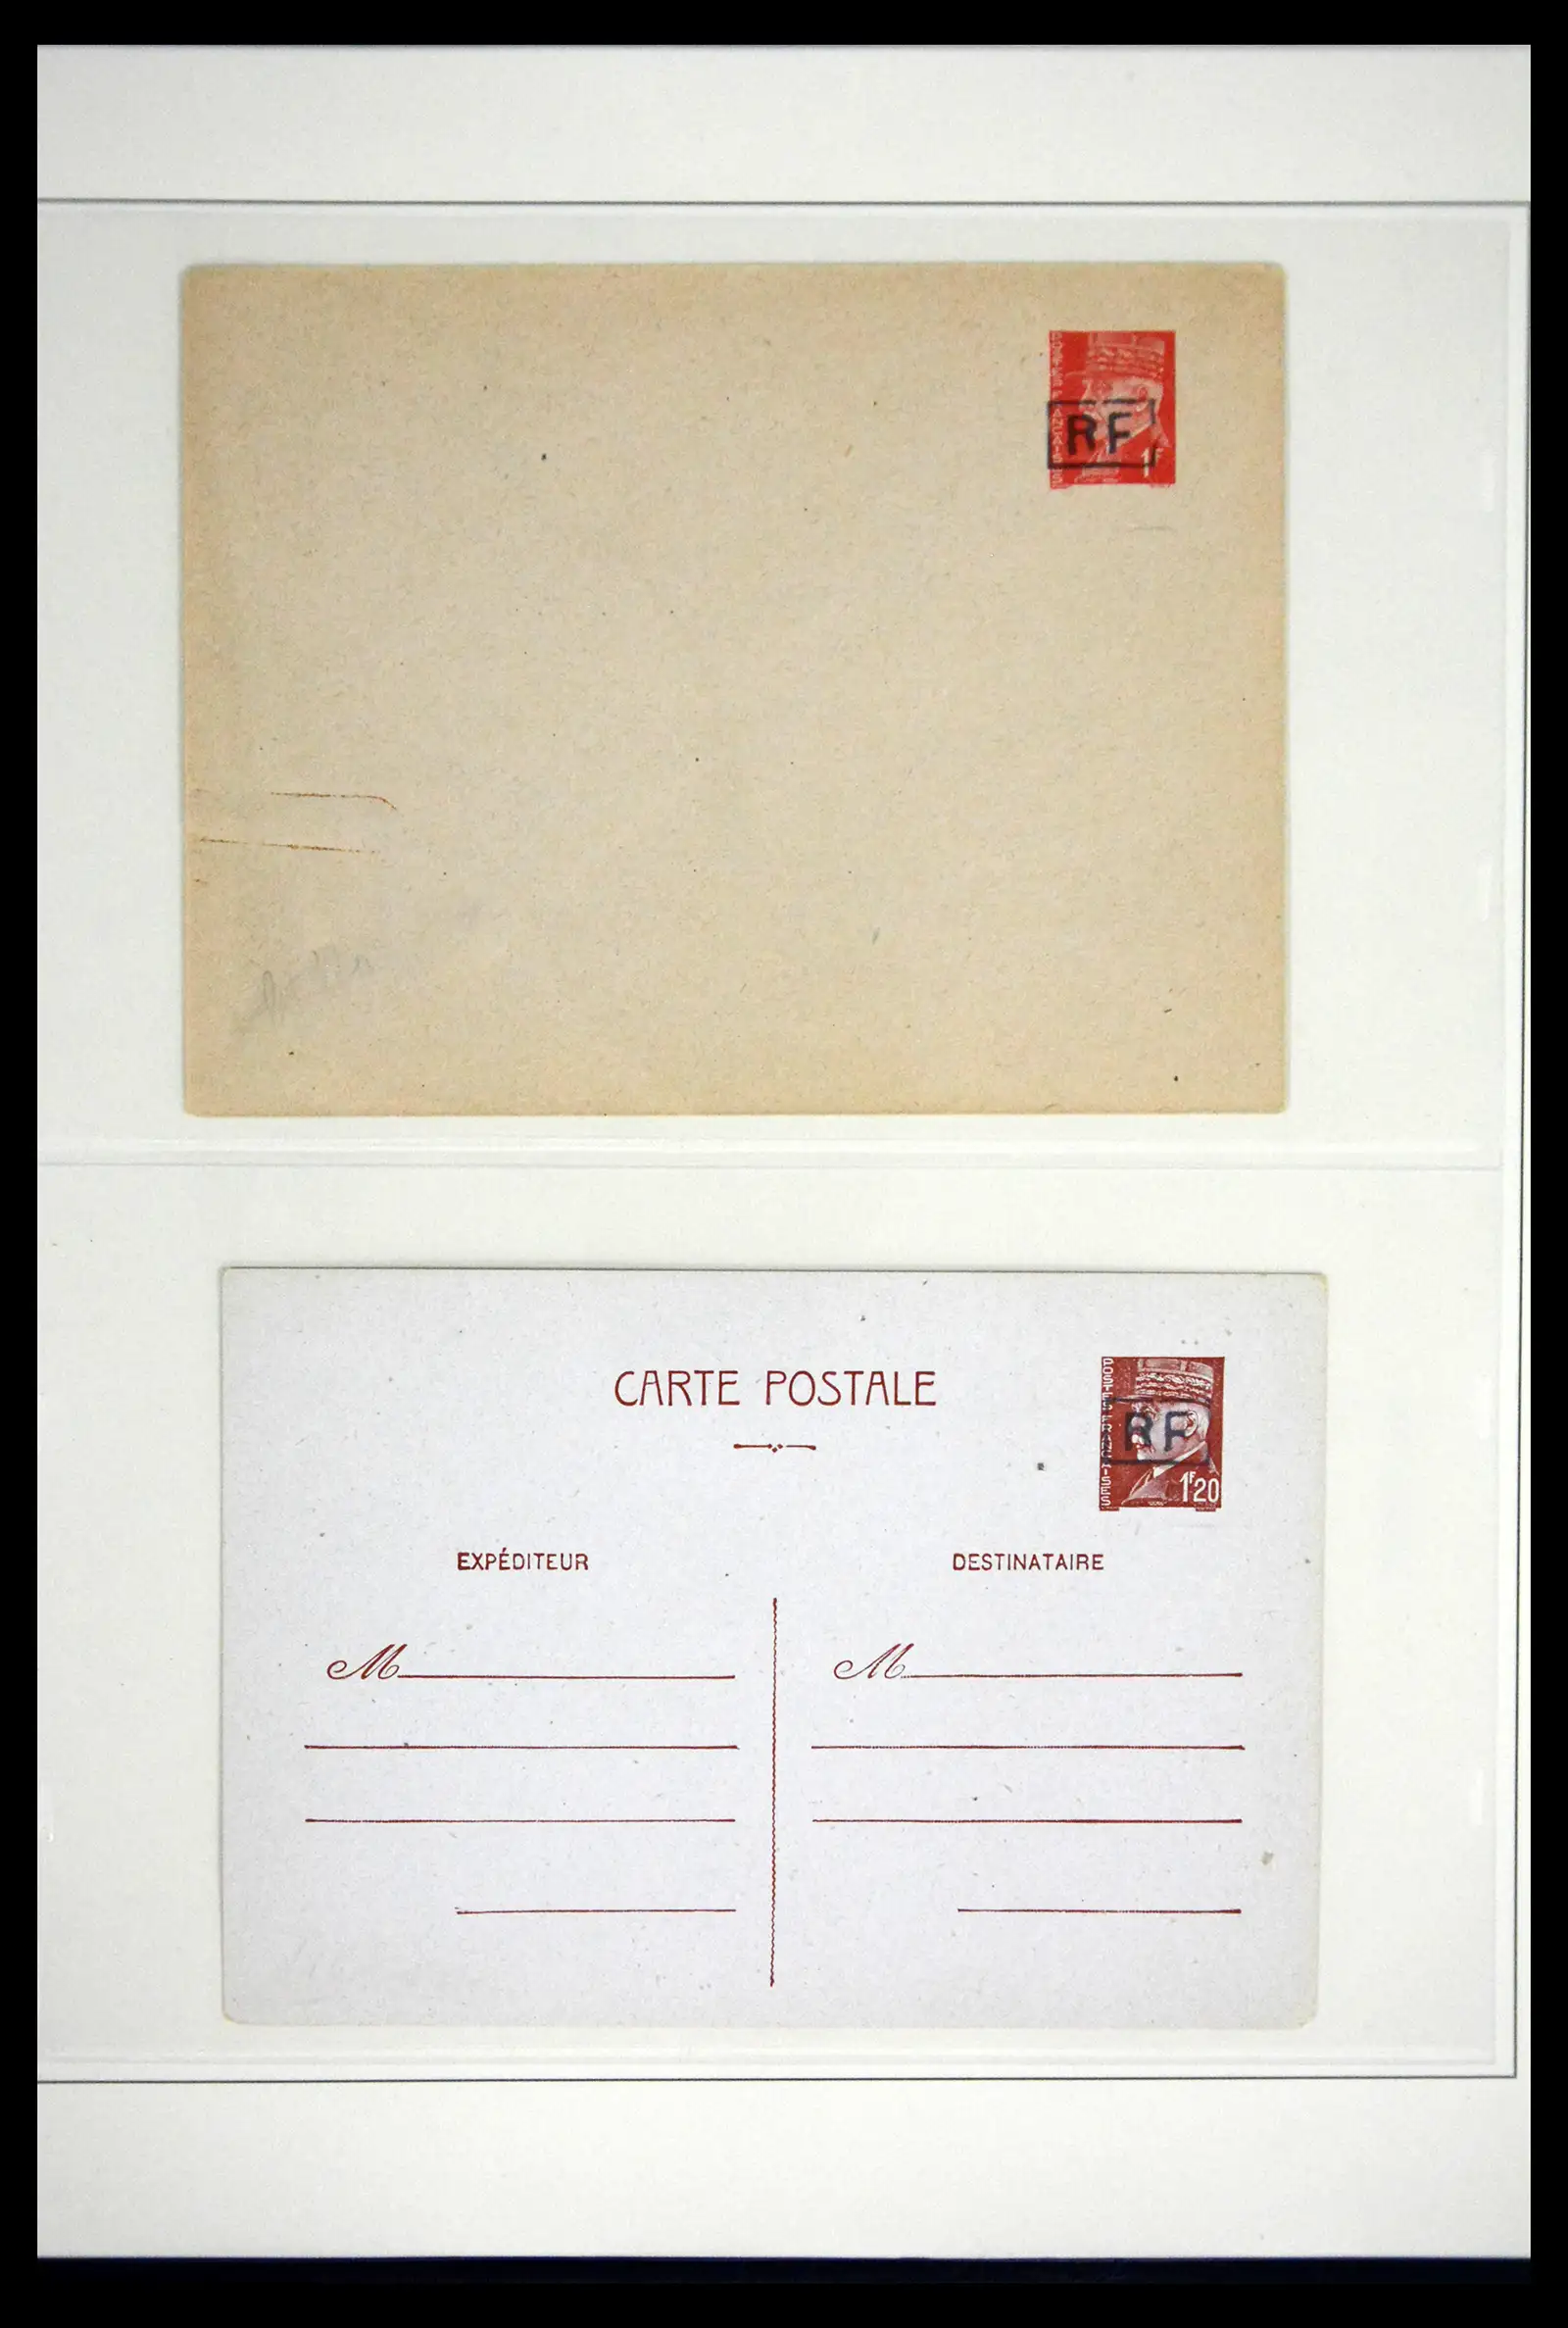 POSTES FRANÇAISES
RF
1F
CARTE POSTALE
POSTES FRANÇAISES
RF
1F20
EXPÉDITEUR DESTINATAIRE
M M